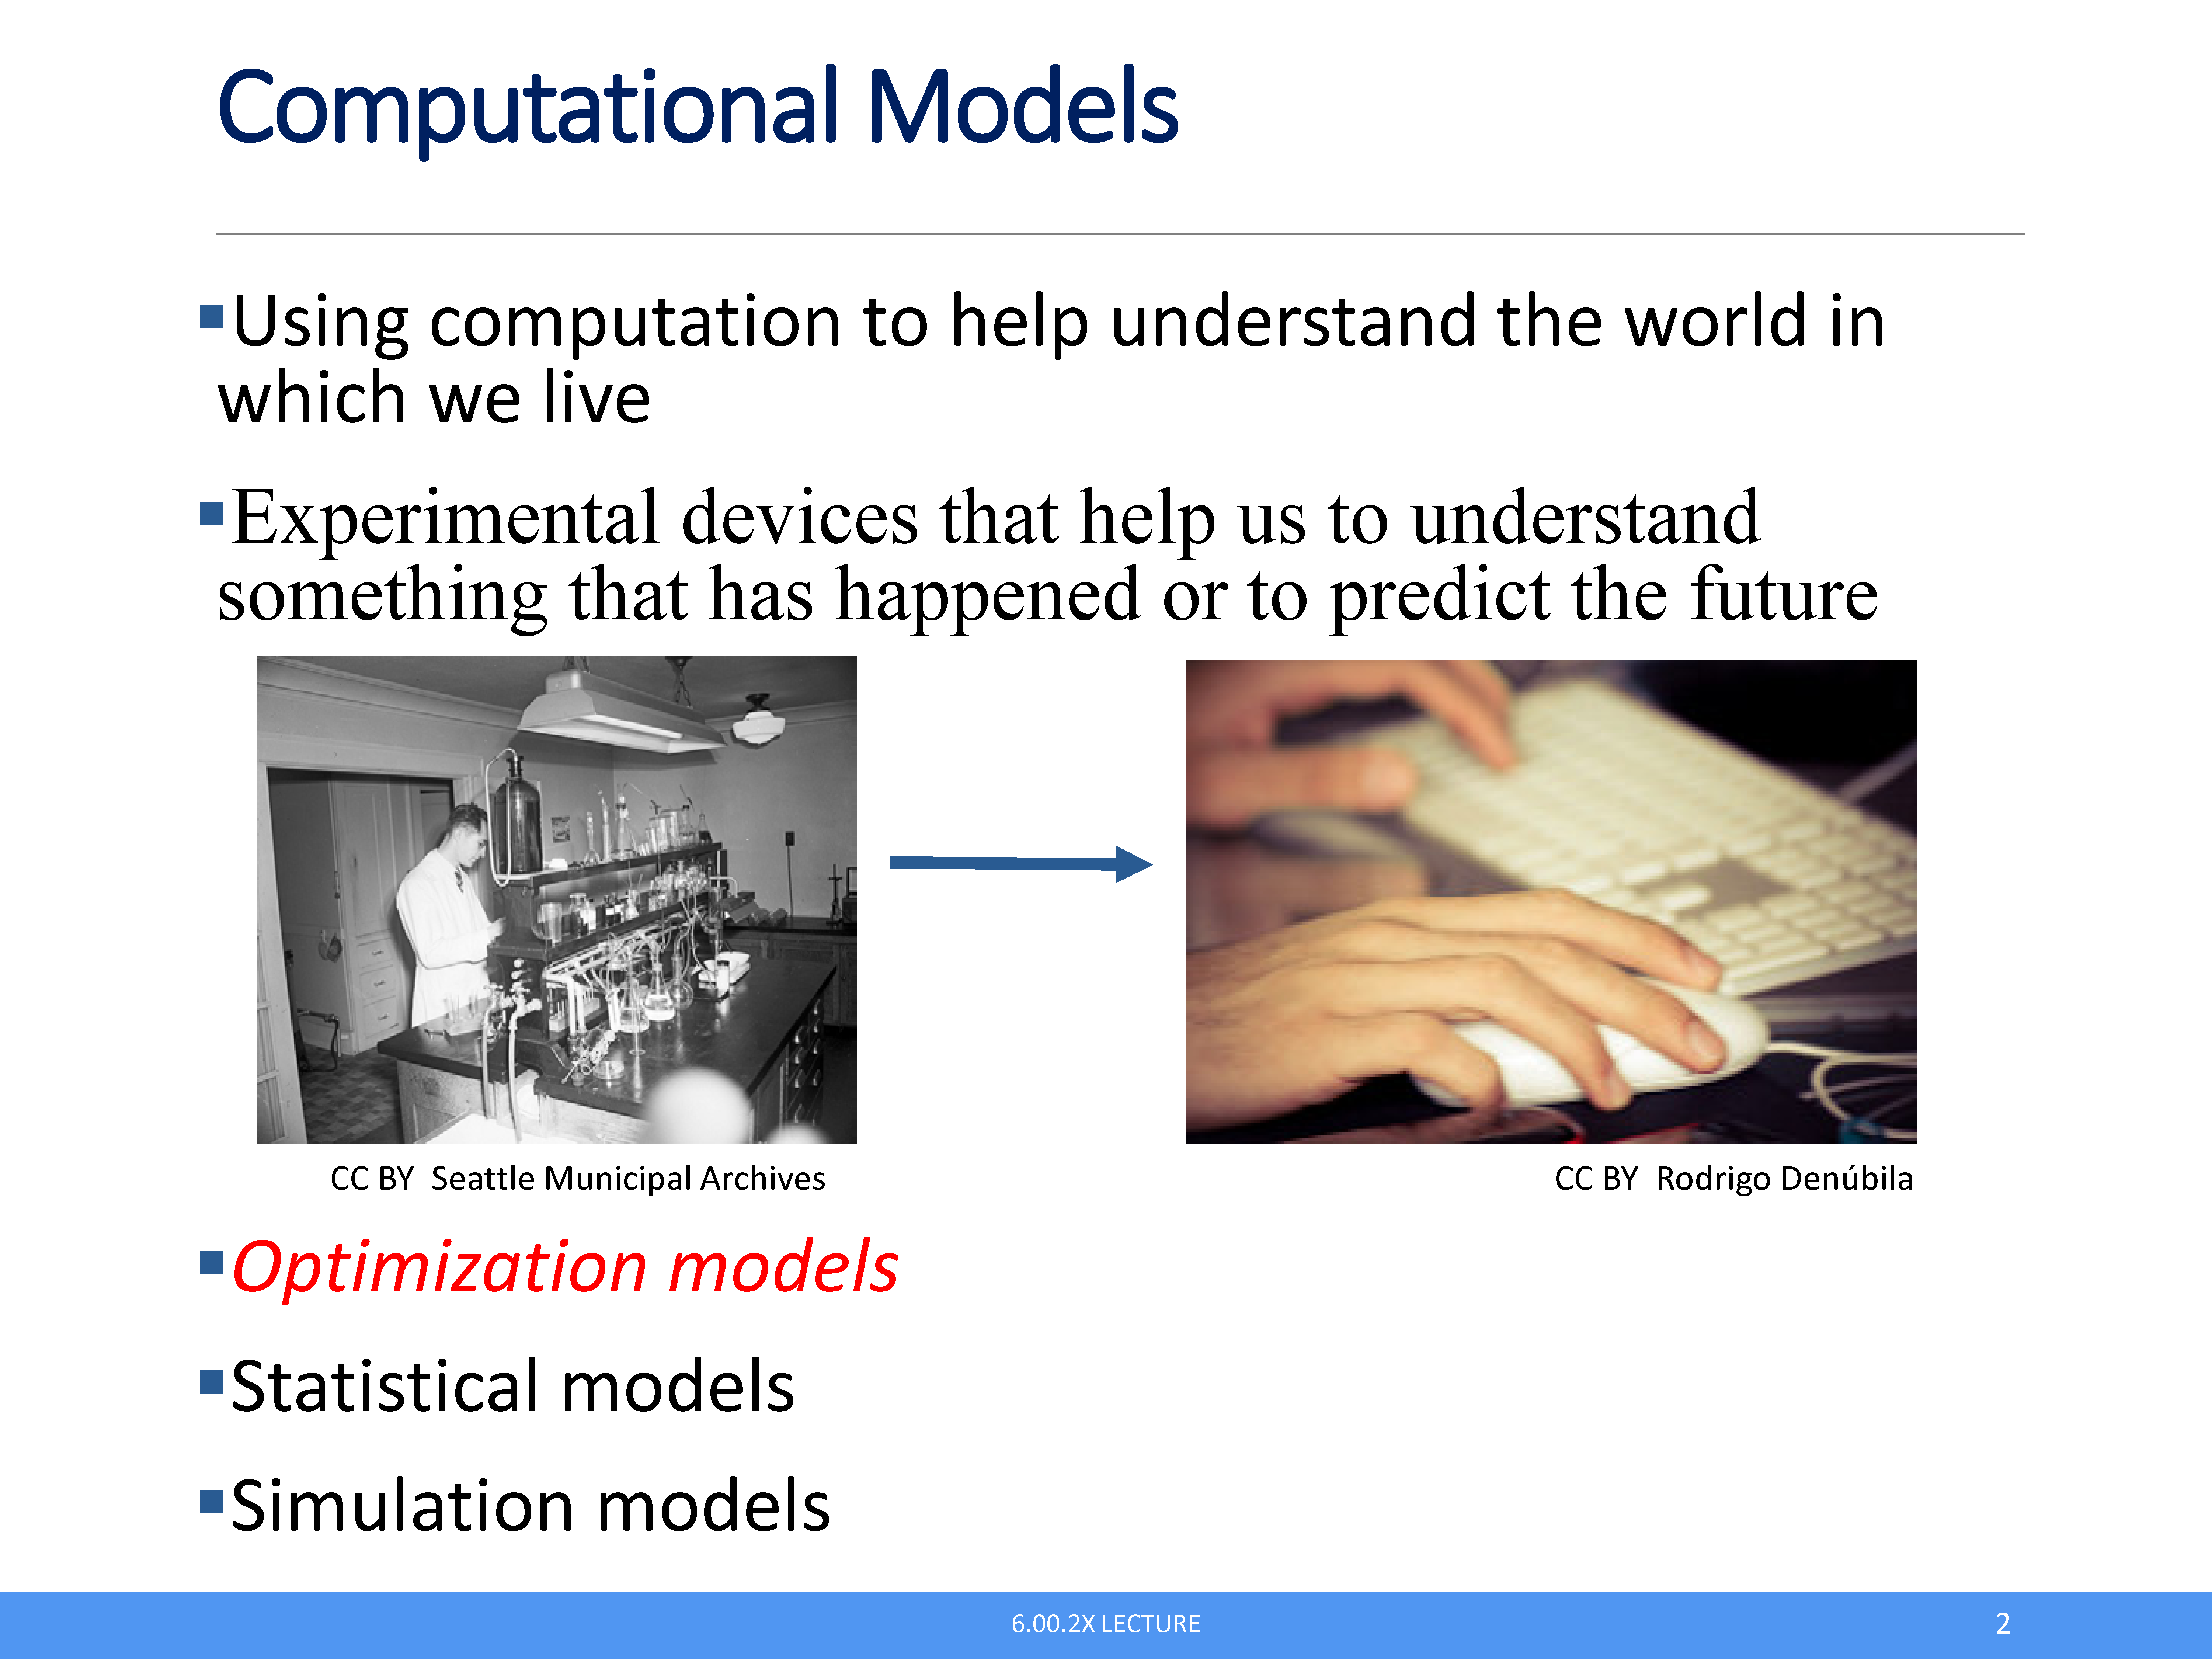 Computational Models
▪Using computation to help understand the world in
which we live
▪Experimental devices that help us to understand
something that has happened or to predict the future
CC BY  Seattle Municipal Archives
CC BY  Rodrigo Denúbila
▪Optimization models
▪Statistical models
▪Simulation models
6.00.2X LECTURE
2